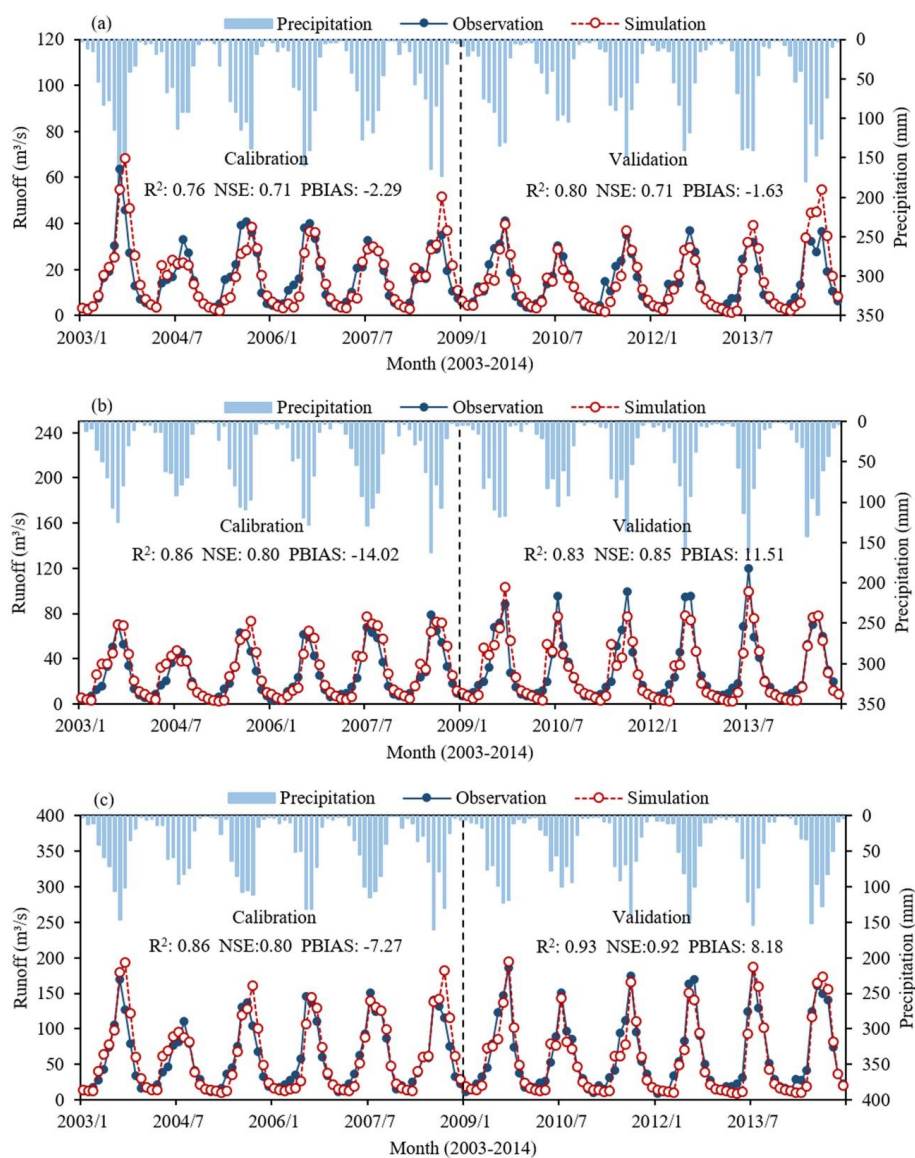 (a)
Precipitation Observation Simulation
120 0
100 50
80 100
60 150
40 200
20 250
0 300
350
Calibration Validation
R²: 0.76 NSE: 0.71 PBIAS: -2.29 R²: 0.80 NSE: 0.71 PBIAS: -1.63
Runoff (m³/s)
Precipitation (mm)
2003/1 2004/7 2006/1 2007/7 2009/1 2010/7 2012/1 2013/7
Month (2003-2014)
(b)
Precipitation Observation Simulation
240 0
200 50
160 100
120 150
80 200
40 250
0 300
350
Calibration Validation
R²: 0.86 NSE: 0.80 PBIAS: -14.02 R²: 0.83 NSE: 0.85 PBIAS: 11.51
Runoff (m³/s)
Precipitation (mm)
2003/1 2004/7 2006/1 2007/7 2009/1 2010/7 2012/1 2013/7
Month (2003-2014)
(c)
Precipitation Observation Simulation
400 0
350 50
300 100
250 150
200 200
150 250
100 300
50 350
0 400
Calibration Validation
R²: 0.86 NSE:0.80 PBIAS: -7.27 R²: 0.93 NSE:0.92 PBIAS: 8.18
Runoff (m³/s)
Precipitation (mm)
2003/1 2004/7 2006/1 2007/7 2009/1 2010/7 2012/1 2013/7
Month (2003-2014)